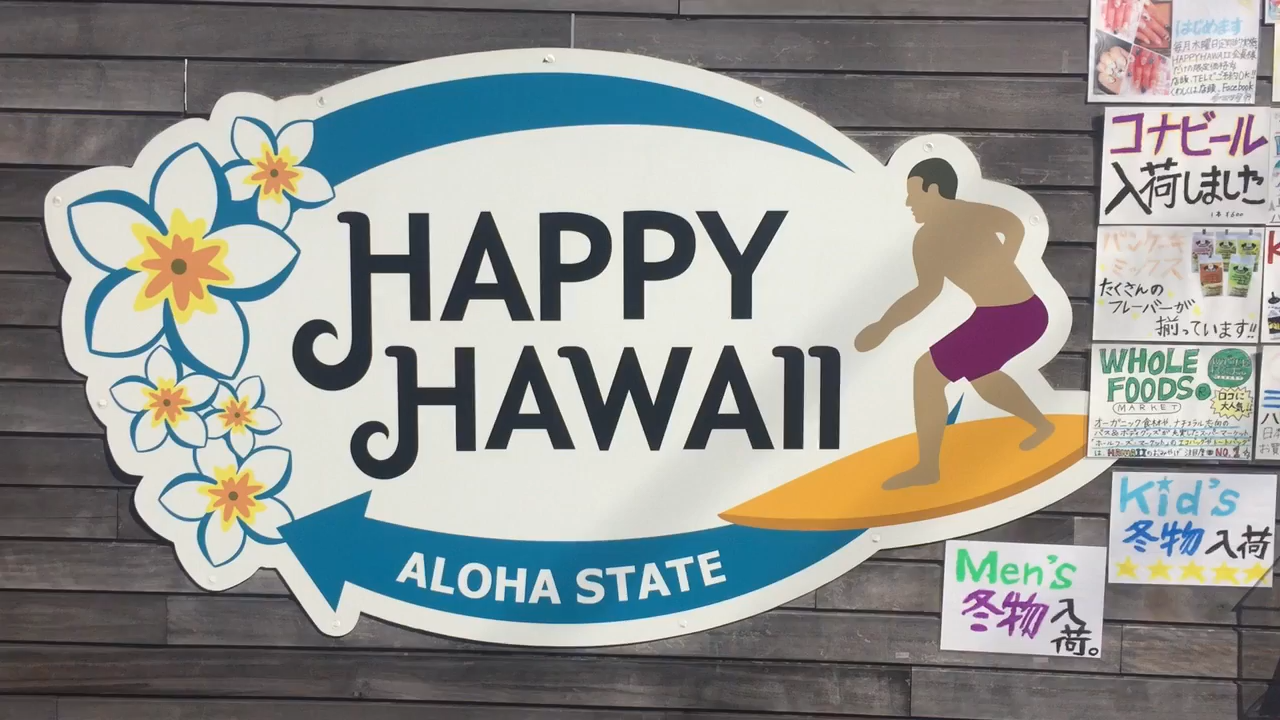 HAPPY
HAWAII
ALOHA STATE
はじめます
コナビール
入荷しました
パンケーキ
ミックス
たくさんの
フレーバーが
揃っています!!
WHOLE
FOODS
MARKET
ロコに
大人気!!
Kid's
冬物 入荷
Men's
冬物 入
荷。